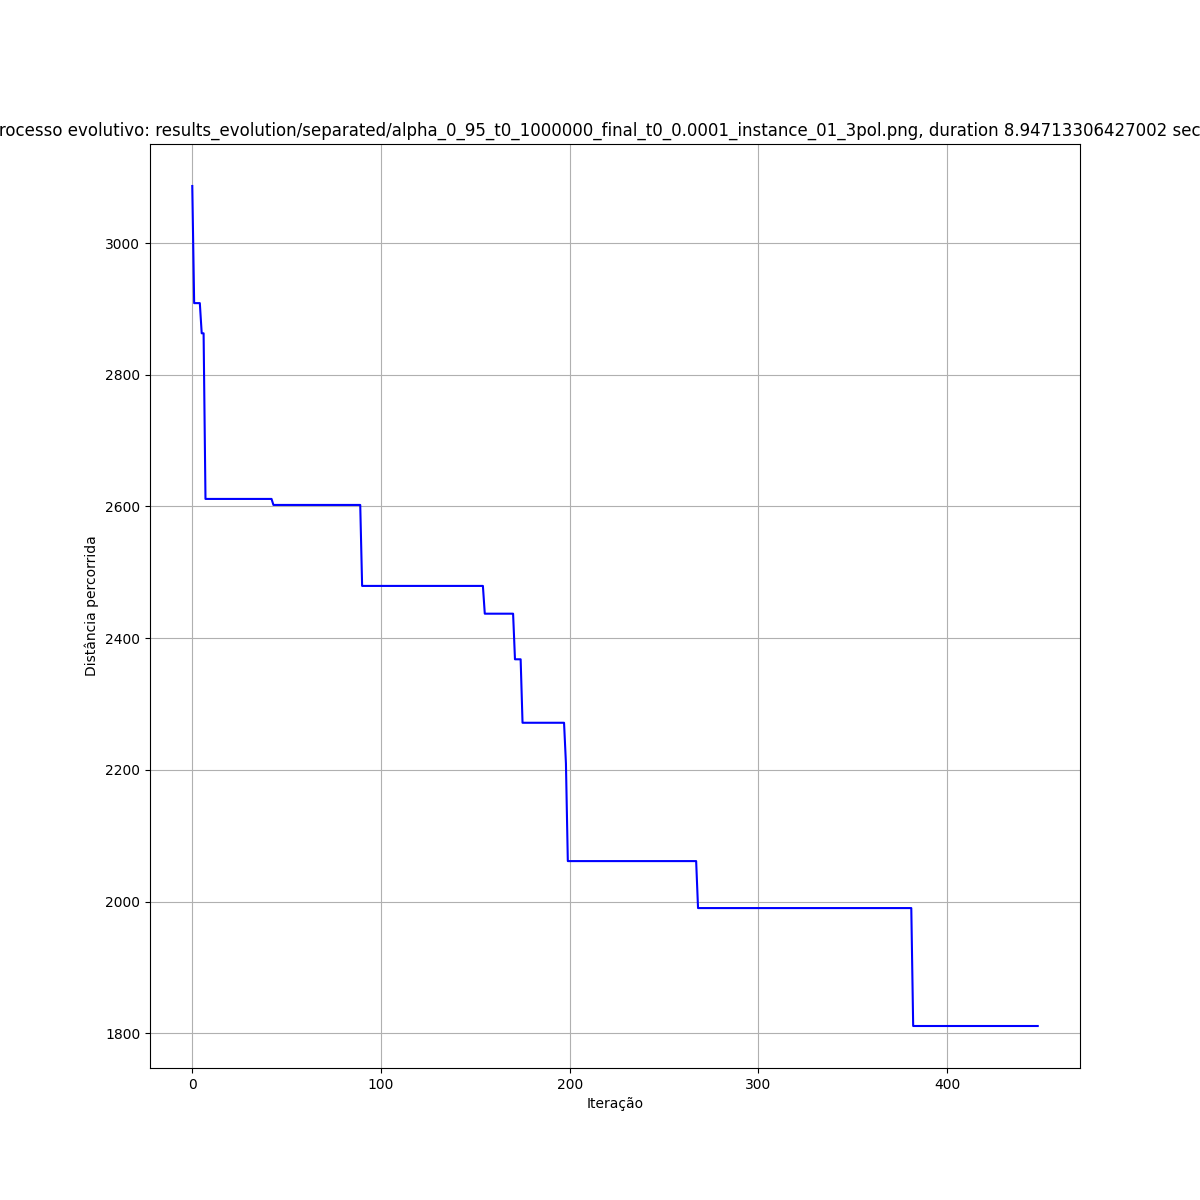 rocesso evolutivo: results_evolution/separated/alpha_0_95_t0_1000000_final_t0_0.0001_instance_01_3pol.png, duration 8.94713306427002 sec
3000
2800
2600
2400
2200
2000
1800
Distância percorrida
0 100 200 300 400
Iteração